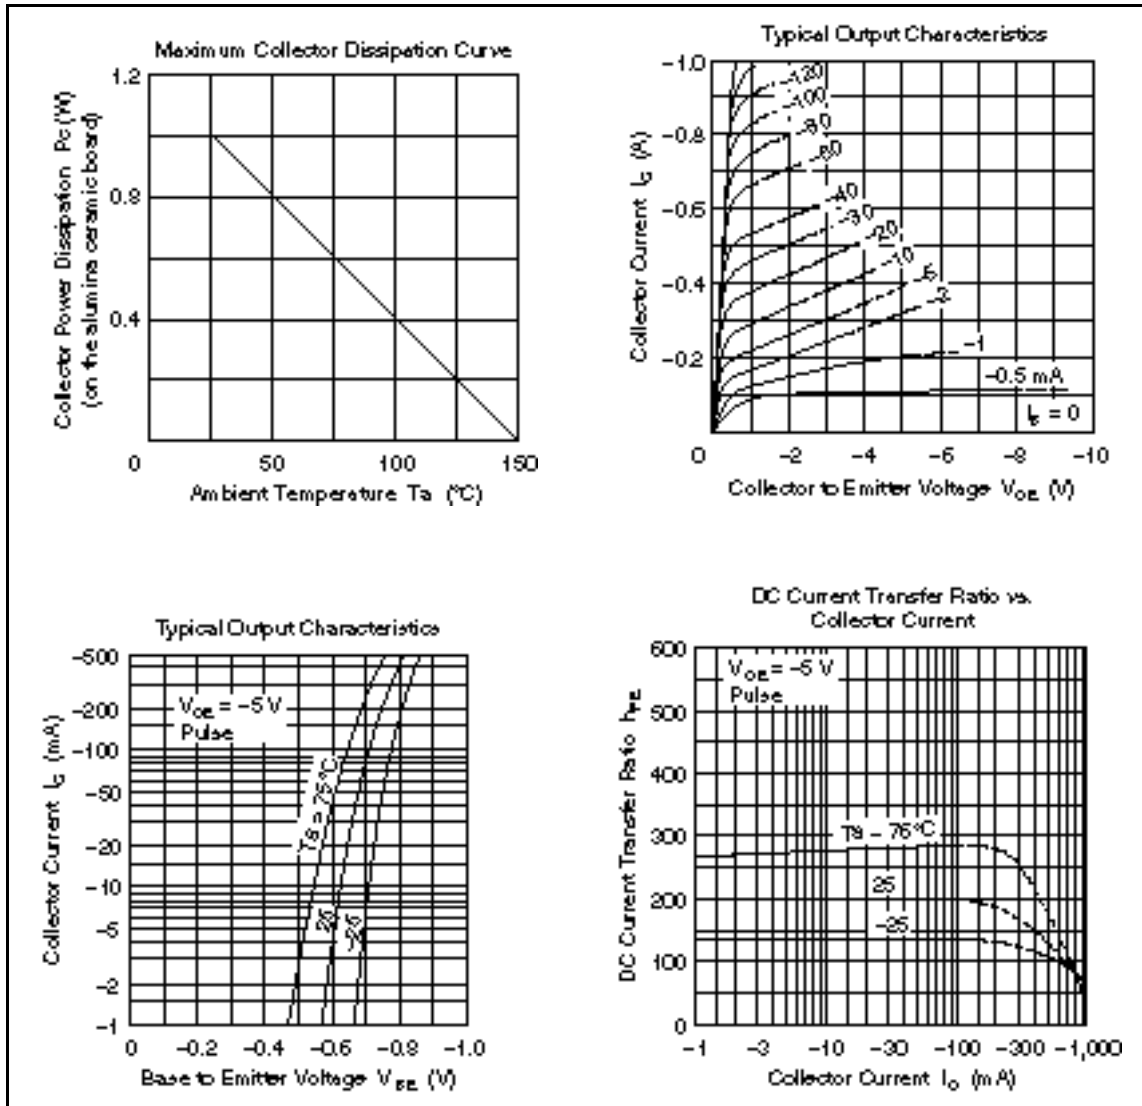 Maximum Collector Dissipation Curve
Collector Power Dissipation Pc (W)
(on the alumina ceramic board)
1.2
0.8
0.4
0
50
100
150
Ambient Temperature Ta (°C)
Typical Output Characteristics
Collector Current IC (A)
−1.0
−0.8
−0.6
−0.4
−0.2
0
−2
−4
−6
−8
−10
−120
−100
−80
−60
−40
−30
−20
−10
−5
−1
−0.5 mA
IB = 0
Collector to Emitter Voltage VCE (V)
Typical Output Characteristics
Collector Current IC (mA)
−500
−200
−100
−50
−20
−10
−5
−2
−1
VCE = −5 V
Pulse
Ta = 75°C
25
−25
0
−0.2
−0.4
−0.6
−0.8
−1.0
Base to Emitter Voltage VBE (V)
DC Current Transfer Ratio vs.
Collector Current
DC Current Transfer Ratio hFE
600
500
400
300
200
100
0
VCE = −5 V
Pulse
Ta = 75°C
25
−25
−1
−3
−10
−30
−100
−300
−1,000
Collector Current IC (mA)